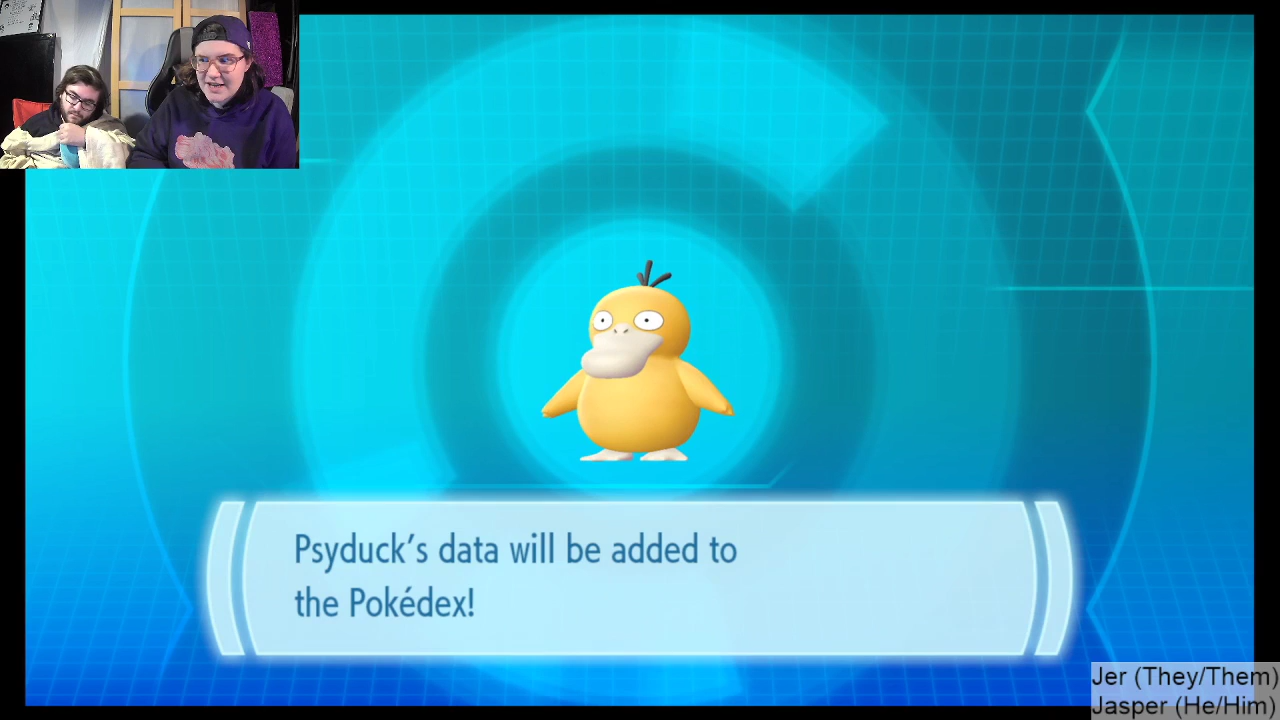 Psyduck’s data will be added to
the Pokédex!
Jer (They/Them)
Jasper (He/Him)